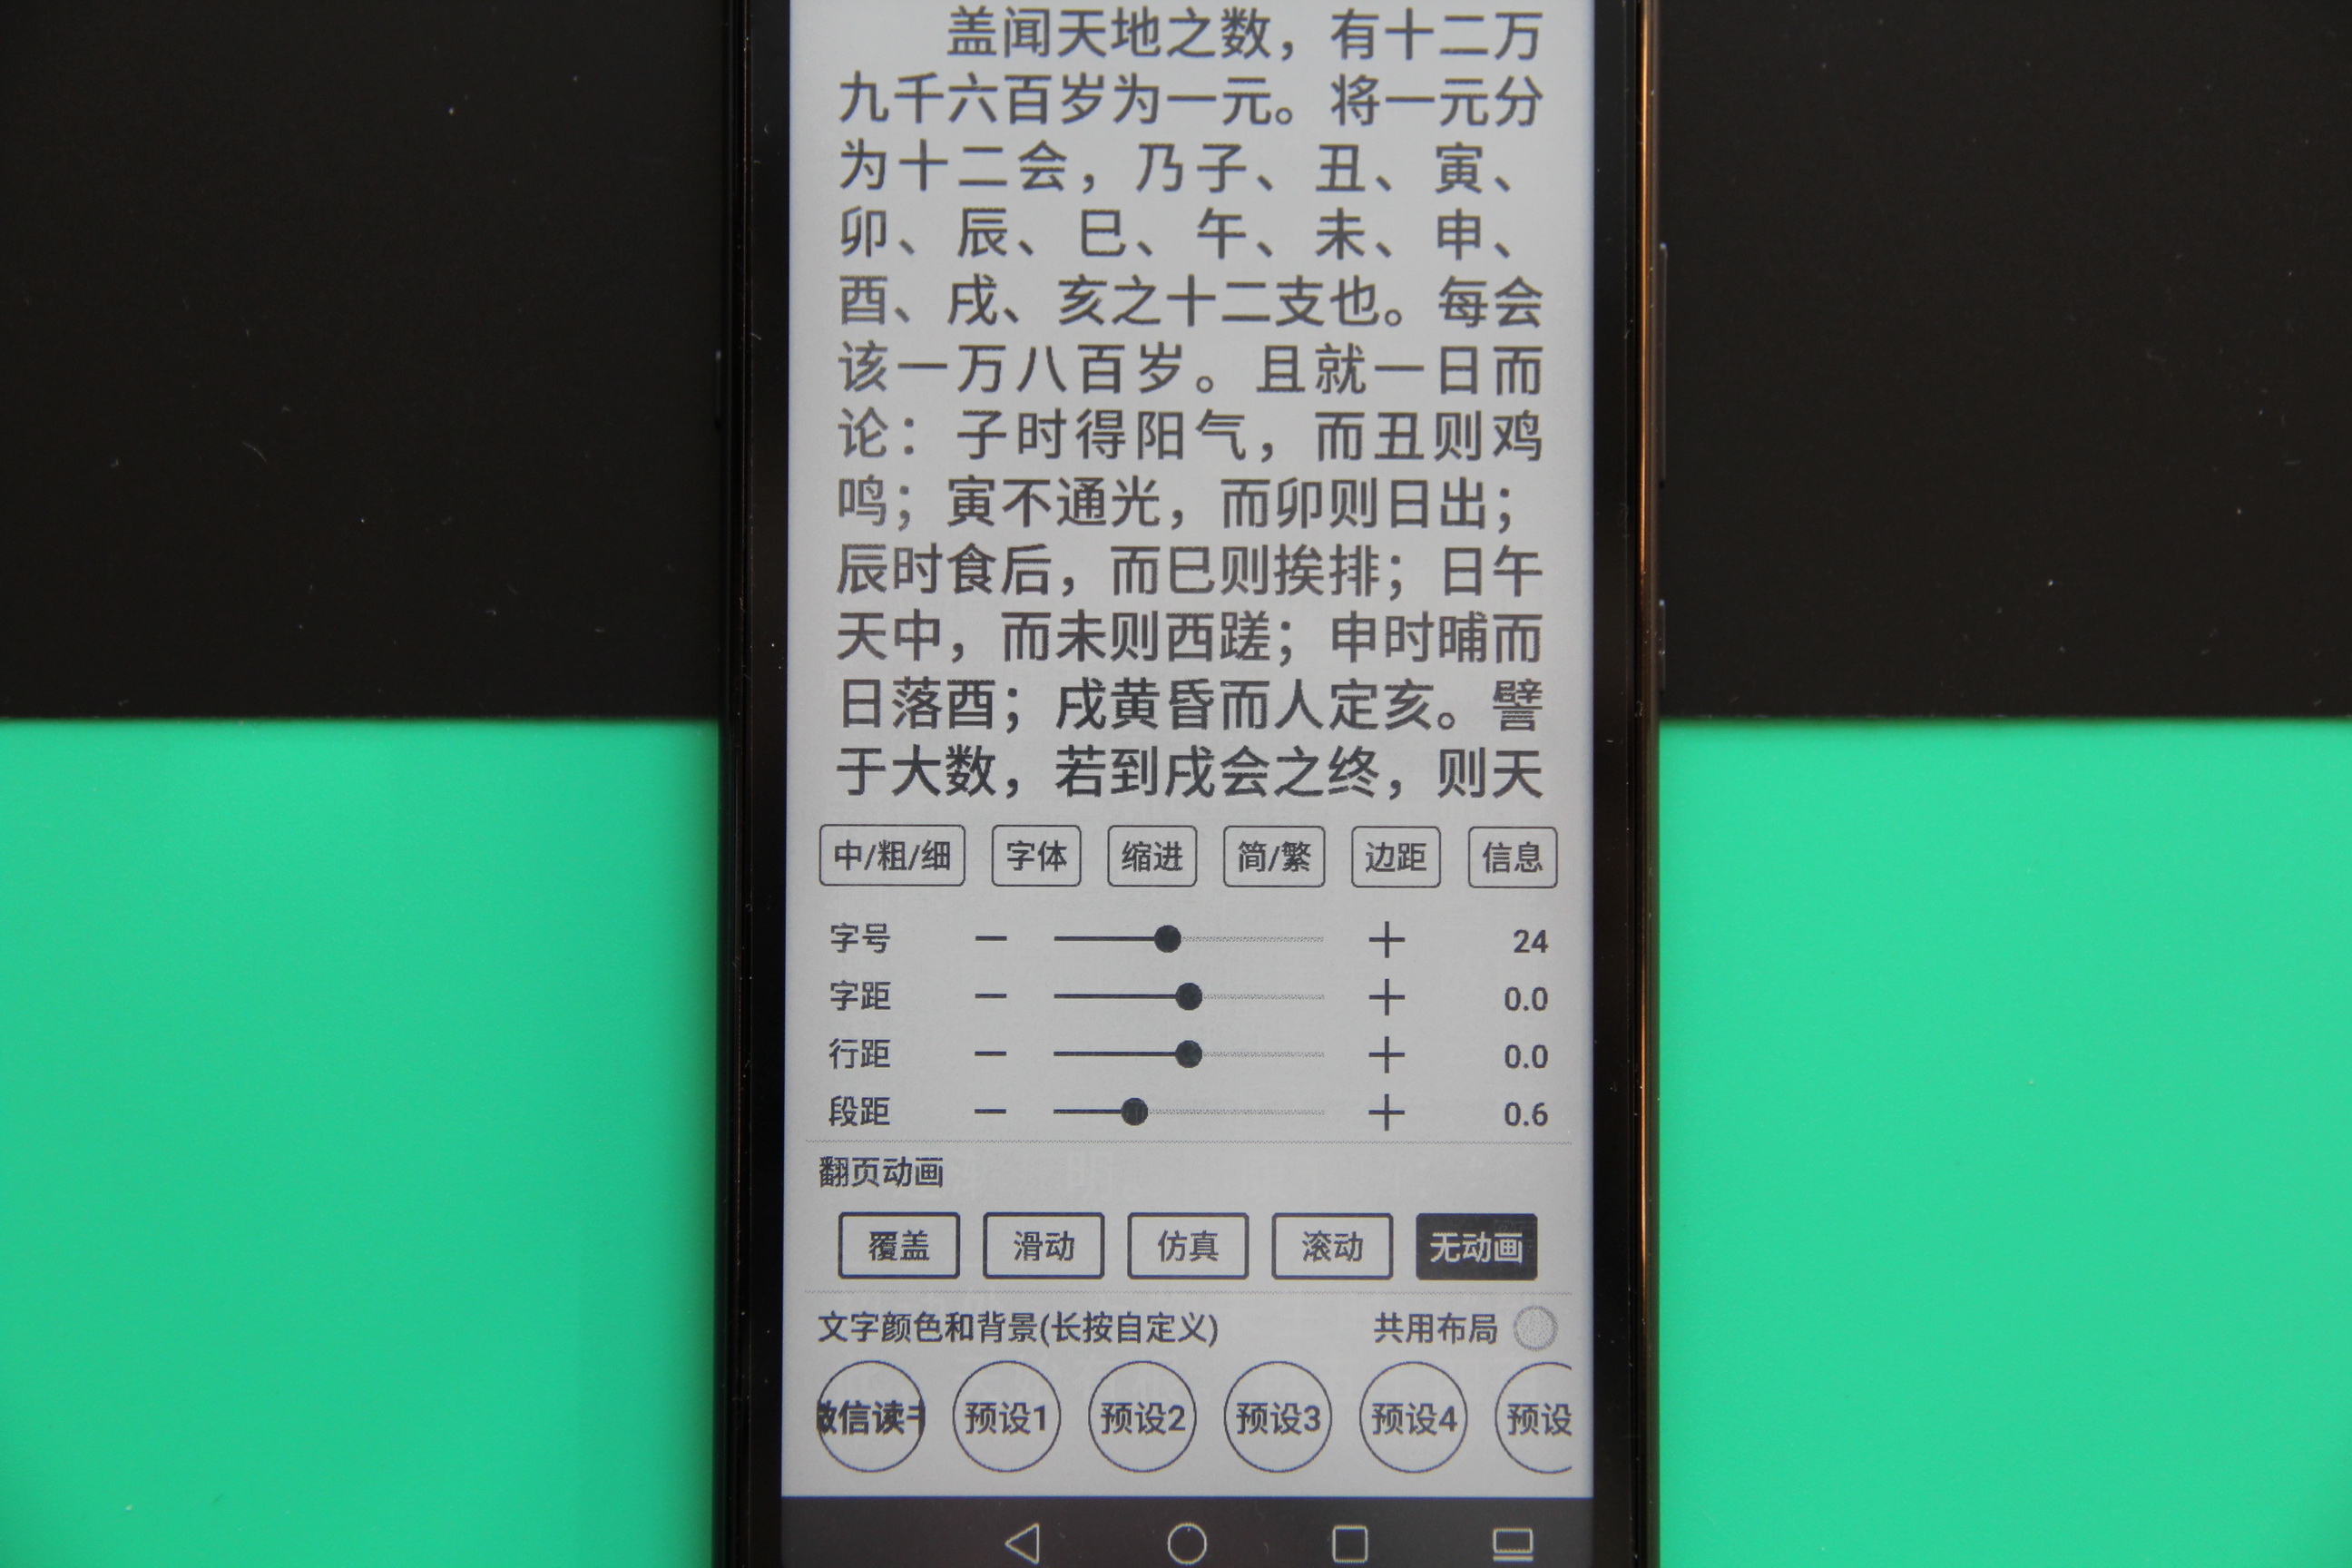 盖闻天地之数，有十二万
九千六百岁为一元。将一元分
为十二会，乃子、丑、寅、
卯、辰、巳、午、未、申、
酉、戌、亥之十二支也。每会
该一万八百岁。且就一日而
论：子时得阳气，而丑则鸡
鸣；寅不通光，而卯则日出；
辰时食后，而巳则挨排；日午
天中，而未则西蹉；申时晡而
日落酉；戌黄昏而人定亥。譬
于大数，若到戌会之终，则天
中/粗/细 字体 缩进 简/繁 边距 信息
字号 － ＋ 24
字距 － ＋ 0.0
行距 － ＋ 0.0
段距 － ＋ 0.6
翻页动画
覆盖 滑动 仿真 滚动 无动画
文字颜色和背景(长按自定义) 共用布局
信读 预设1 预设2 预设3 预设4 预设